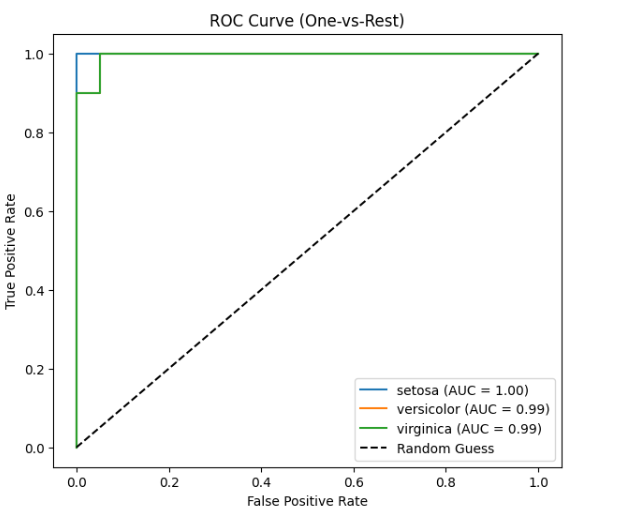 ROC Curve (One-vs-Rest)
1.0
0.8
0.6
0.4
0.2
0.0
True Positive Rate
setosa (AUC = 1.00)
versicolor (AUC = 0.99)
virginica (AUC = 0.99)
Random Guess
0.0 0.2 0.4 0.6 0.8 1.0
False Positive Rate